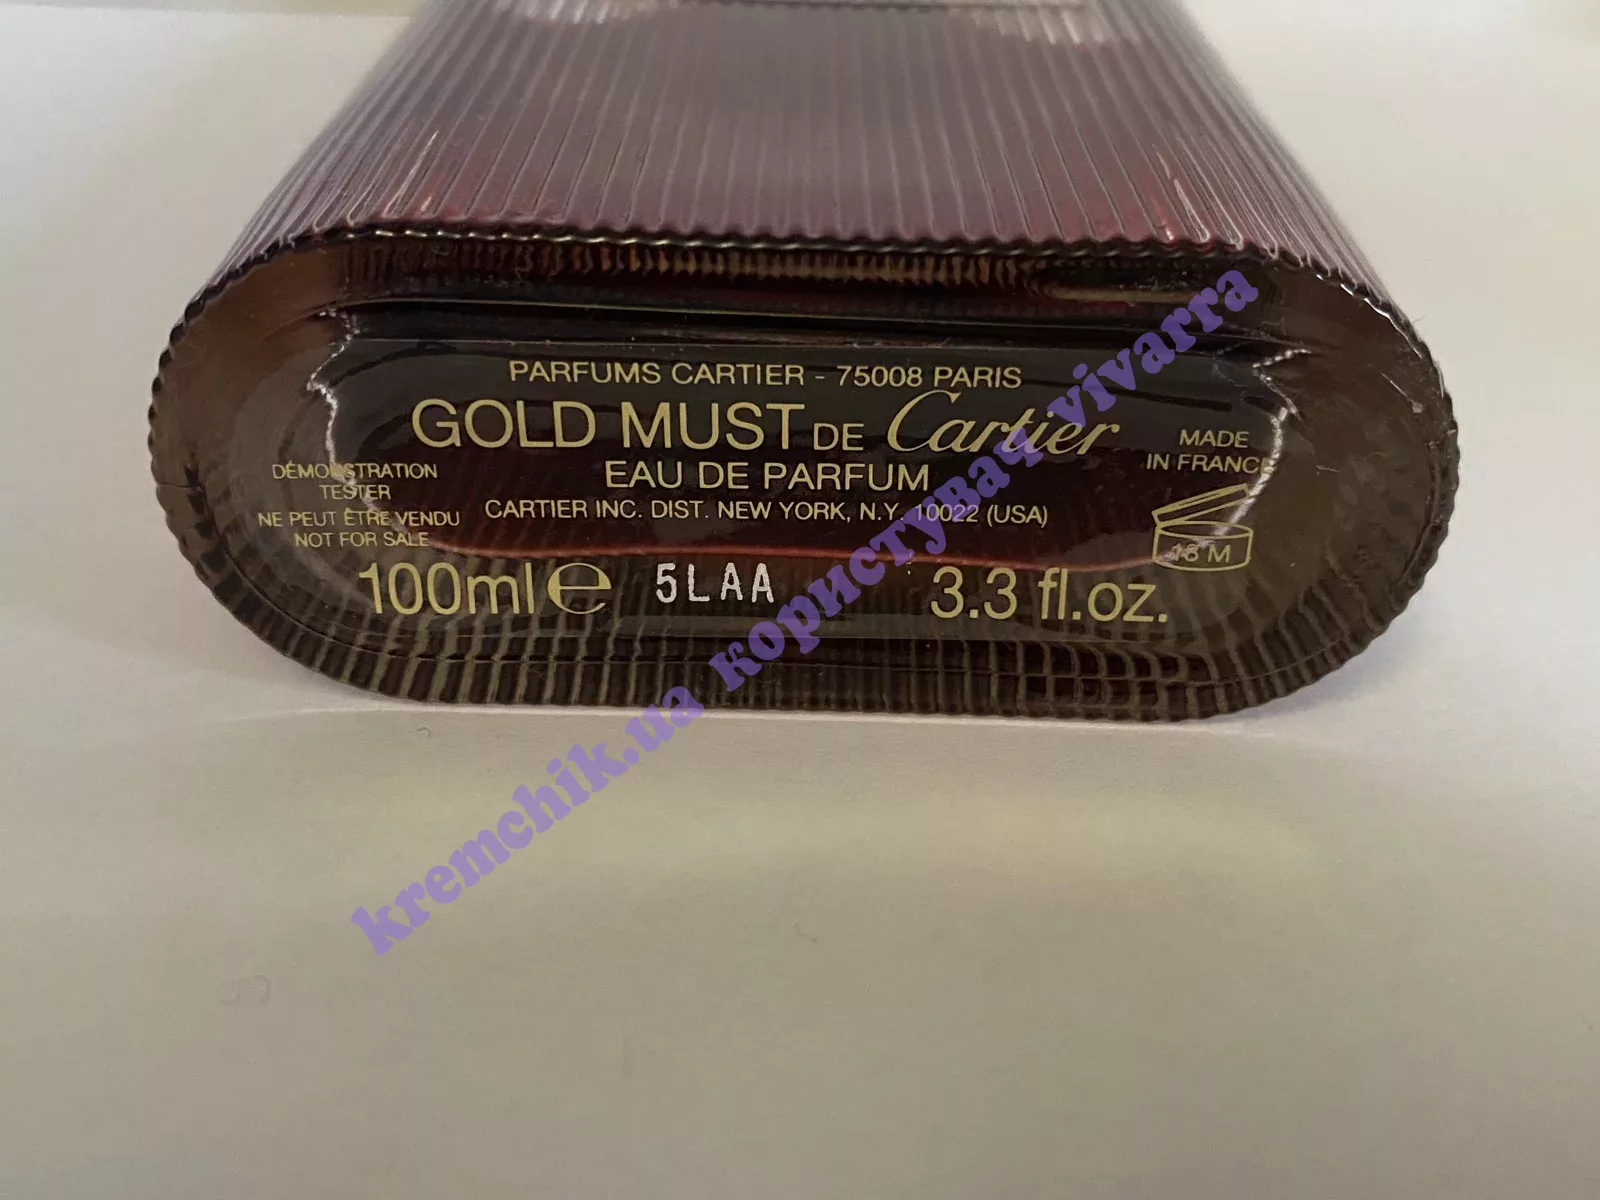 PARFUMS CARTIER - 75008 PARIS
GOLD MUST DE Cartier
EAU DE PARFUM
CARTIER INC. DIST. NEW YORK, N.Y. 10022 (USA)
DÉMONSTRATION
TESTER
NE PEUT ÊTRE VENDU
NOT FOR SALE
MADE
IN FRANCE
18 M
100ml e 5LAA 3.3 fl.oz.
kremchik.ua користувач vivarra